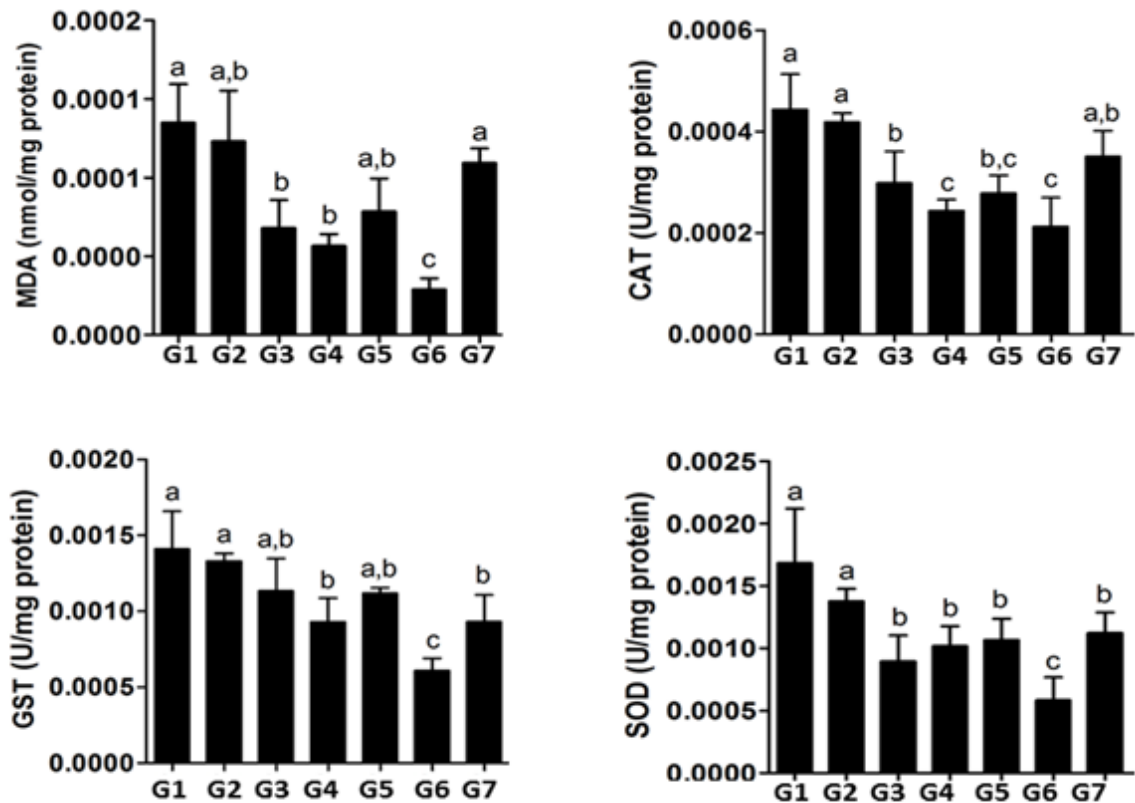 MDA (nmol/mg protein)
0.0002
0.0001
0.0001
0.0000
0.0000
a
a,b
b
b
a,b
c
a
G1 G2 G3 G4 G5 G6 G7
CAT (U/mg protein)
0.0006
0.0004
0.0002
0.0000
a
a
b
c
b,c
c
a,b
G1 G2 G3 G4 G5 G6 G7
GST (U/mg protein)
0.0020
0.0015
0.0010
0.0005
0.0000
a
a
a,b
b
a,b
c
b
G1 G2 G3 G4 G5 G6 G7
SOD (U/mg protein)
0.0025
0.0020
0.0015
0.0010
0.0005
0.0000
a
a
b
b
b
c
b
G1 G2 G3 G4 G5 G6 G7